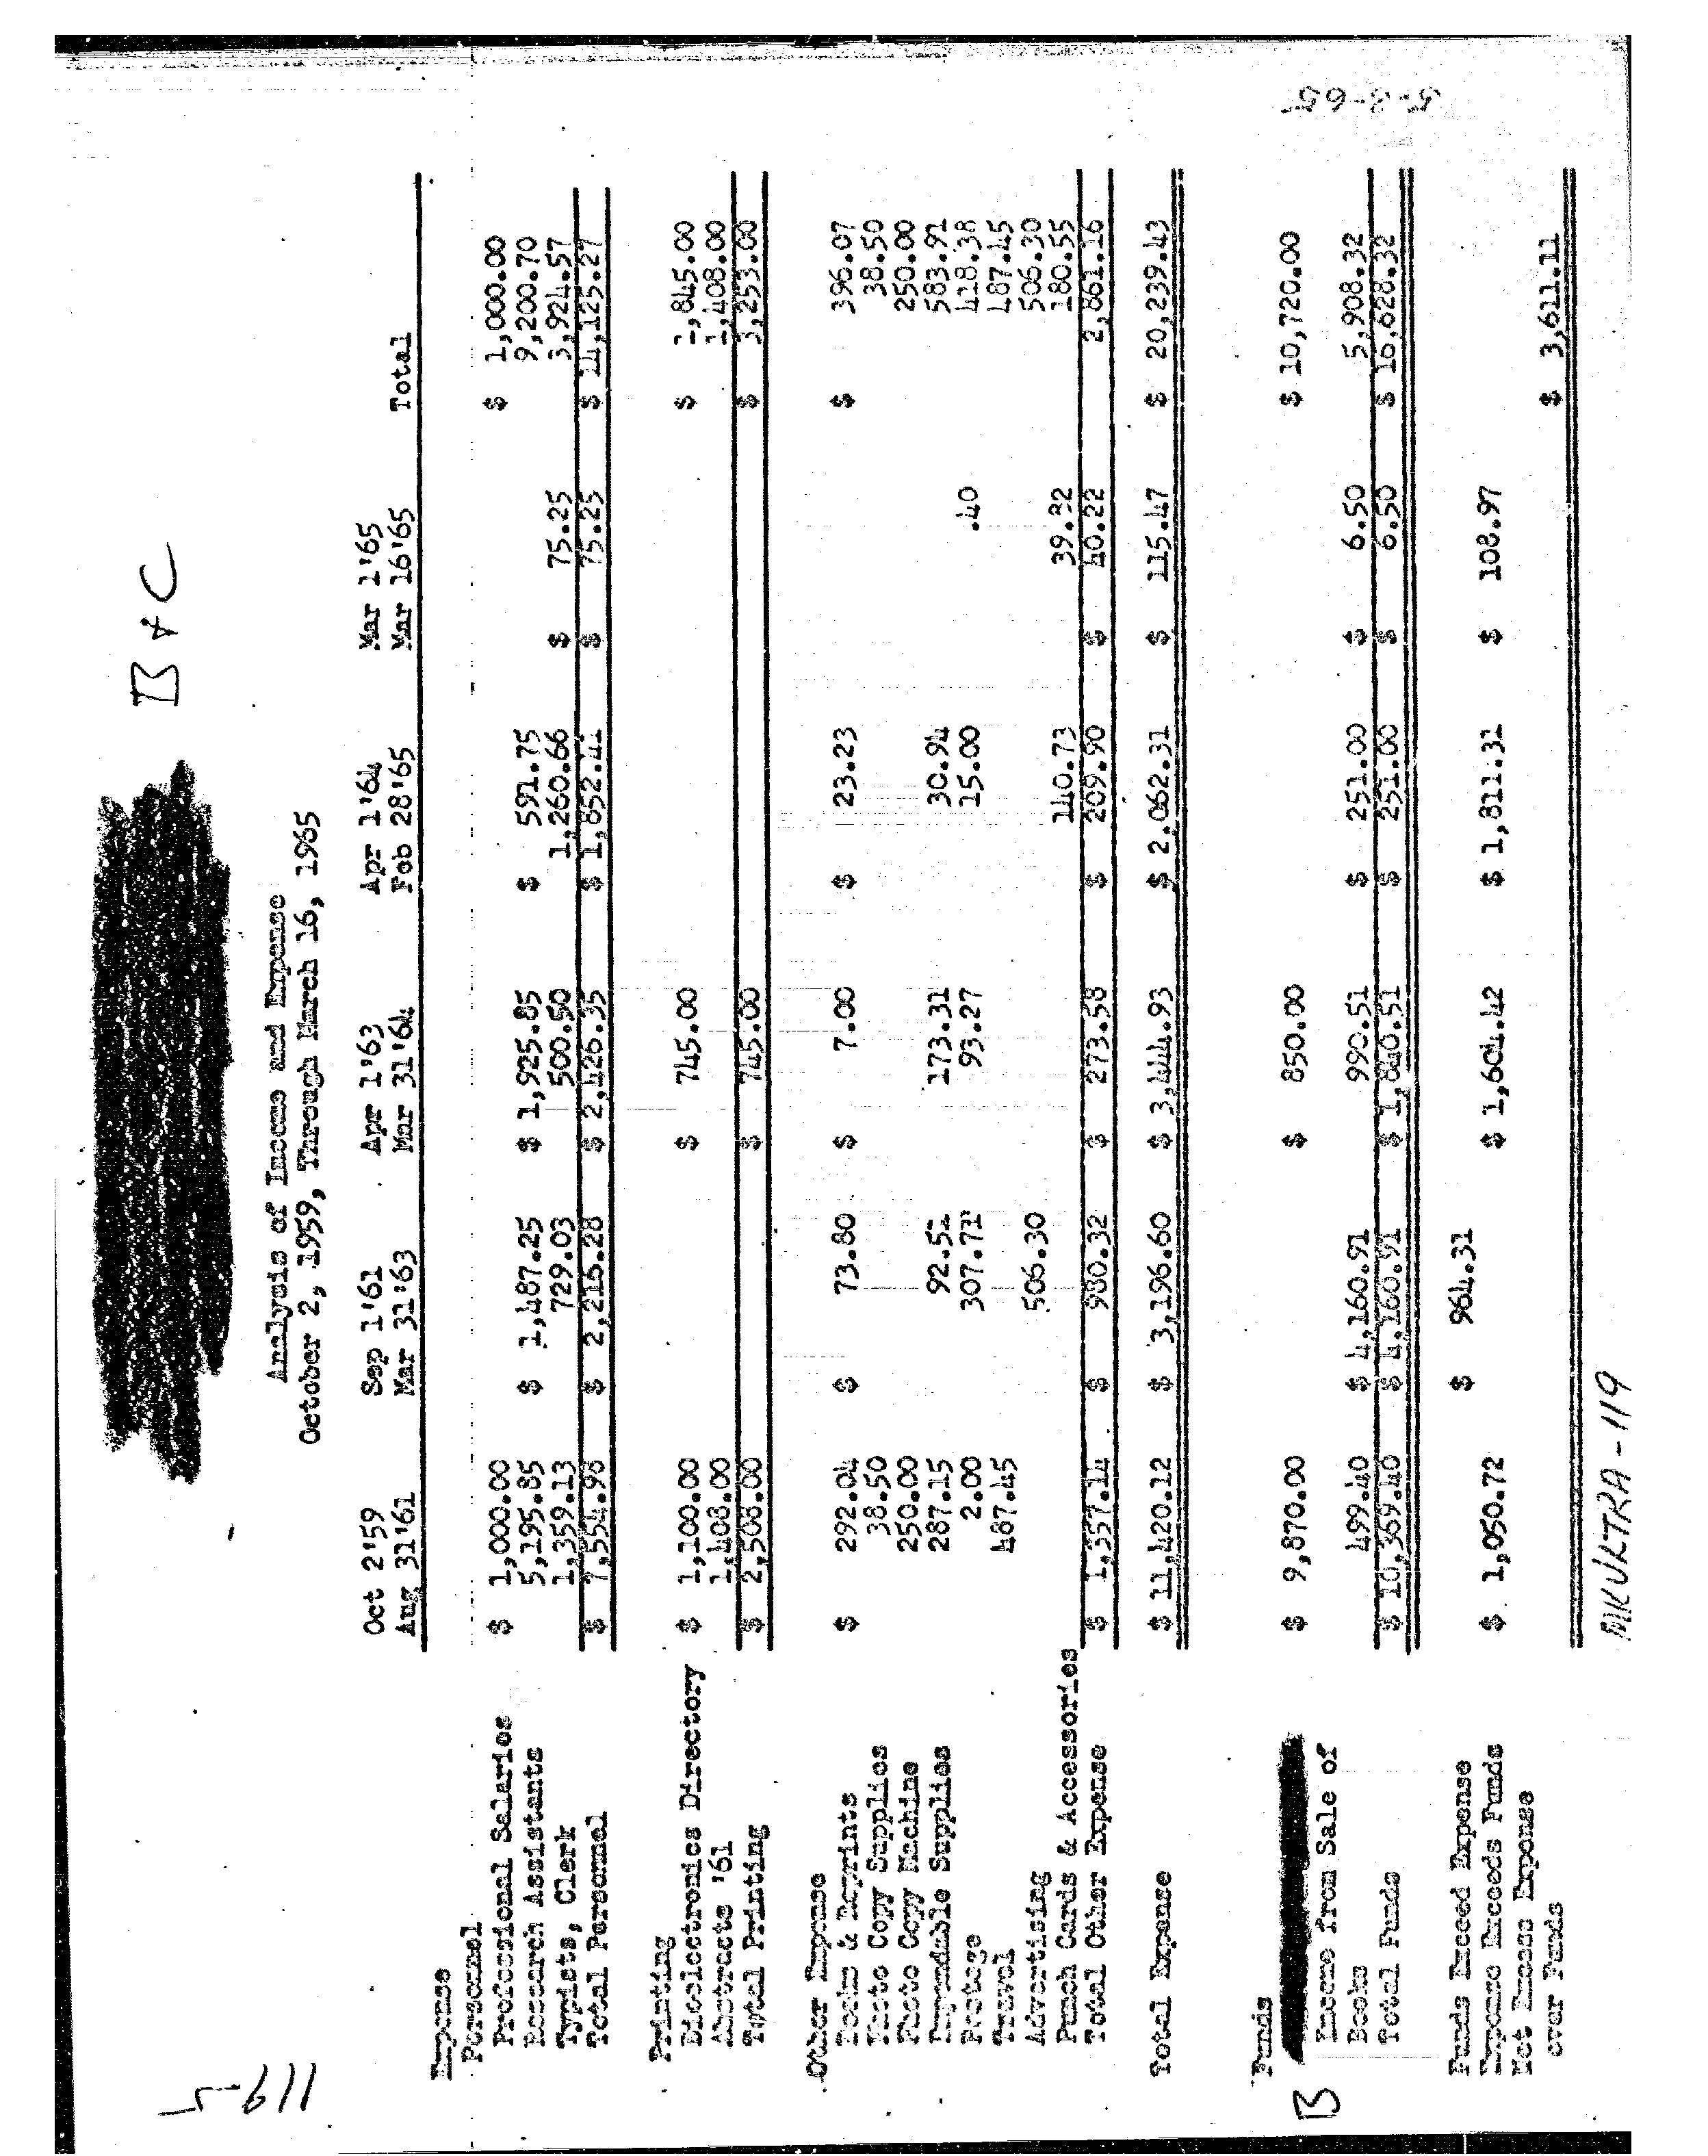 119-5
B + C
5-3-65
Analysis of Income and Expense
October 2, 1959, Through March 16, 1965
Oct 2'59 Sep 1'61 Apr 1'63 Apr 1'64 Mar 1'65
Aug 31'61 Mar 31'63 Mar 31'64 Feb 28'65 Mar 16'65 Total
Expense
Personnel
Professional Salaries $ 1,000.00 $ 1,000.00
Research Assistants 5,195.85 $ 1,487.25 $ 1,925.85 $ 591.75 9,200.70
Typists, Clerk 1,359.13 729.03 500.50 1,260.66 $ 75.25 3,924.57
Total Personnel $ 7,554.98 $ 2,216.28 $ 2,426.35 $ 1,852.41 $ 75.25 $ 14,125.27
Printing
Dielectronics Directory $ 1,100.00 $ 745.00 $ 1,845.00
Abstracts '61 1,408.00 1,408.00
Total Printing $ 2,508.00 $ 745.00 $ 3,253.00
Other Expense
Books & Reprints $ 292.04 $ 73.80 $ 7.00 $ 23.23 $ 396.07
Photo Copy Supplies 38.50 38.50
Photo Copy Machine 250.00 250.00
Expendable Supplies 287.15 92.51 173.31 30.94 583.91
Postage 2.00 307.71 93.27 15.00 .40 418.38
Travel 487.45 487.45
Advertising 506.30 506.30
Punch Cards & Accessories 140.73 39.82 180.55
Total Other Expense $ 1,357.14 $ 980.32 $ 273.58 $ 209.90 $ 40.22 2,861.16
Total Expense $ 11,420.12 $ 3,196.60 $ 3,444.93 $ 2,062.31 $ 115.47 $ 20,239.43
Funds
B $ 9,870.00 $ 850.00 $ 10,720.00
Income from Sale of
Books 499.40 $ 4,160.91 990.51 $ 251.00 $ 6.50 5,908.32
Total Funds $ 10,369.40 $ 4,160.91 $ 1,840.51 $ 251.00 $ 6.50 $ 16,628.32
Funds Exceed Expense $ 964.31
Expense Exceeds Funds $ 1,050.72 $ 1,604.42 $ 1,811.31 $ 108.97
Net Excess Expense
over Funds $ 3,611.11
MKULTRA-119